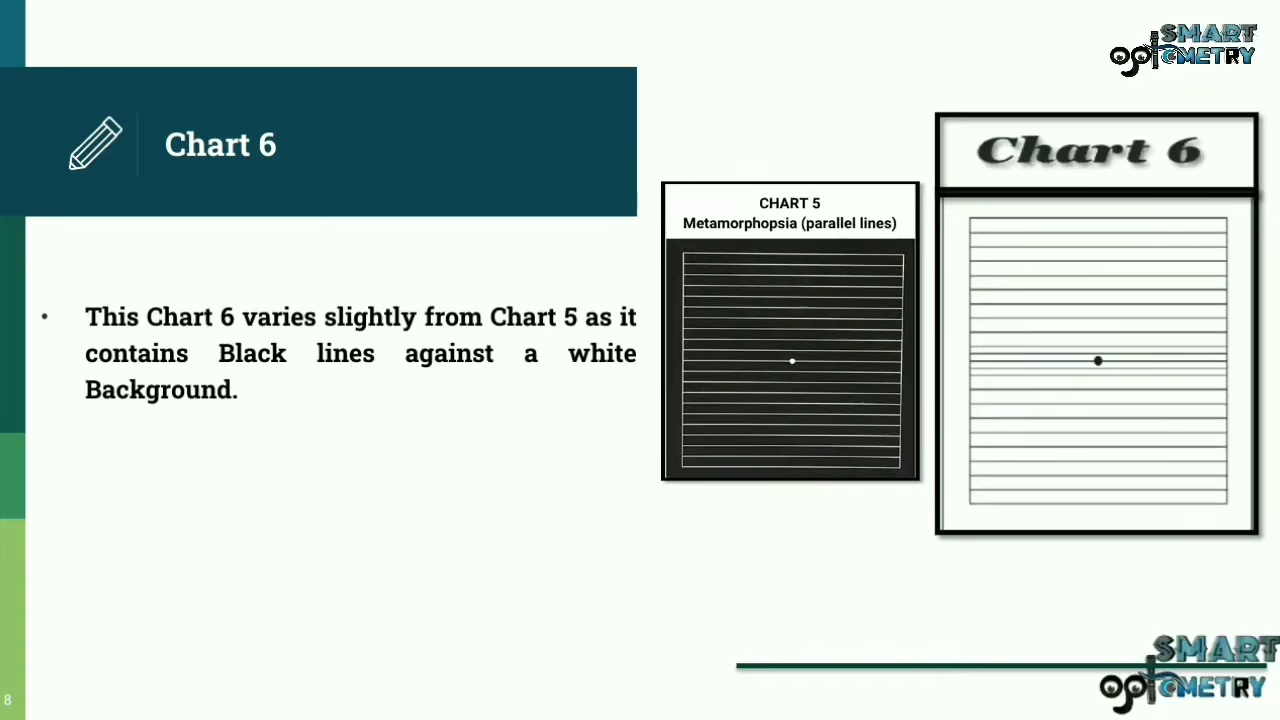 SMART
OPTOMETRY
Chart 6
Chart 6
CHART 5
Metamorphopsia (parallel lines)
• This Chart 6 varies slightly from Chart 5 as it
contains Black lines against a white
Background.
SMART
OPTOMETRY
8